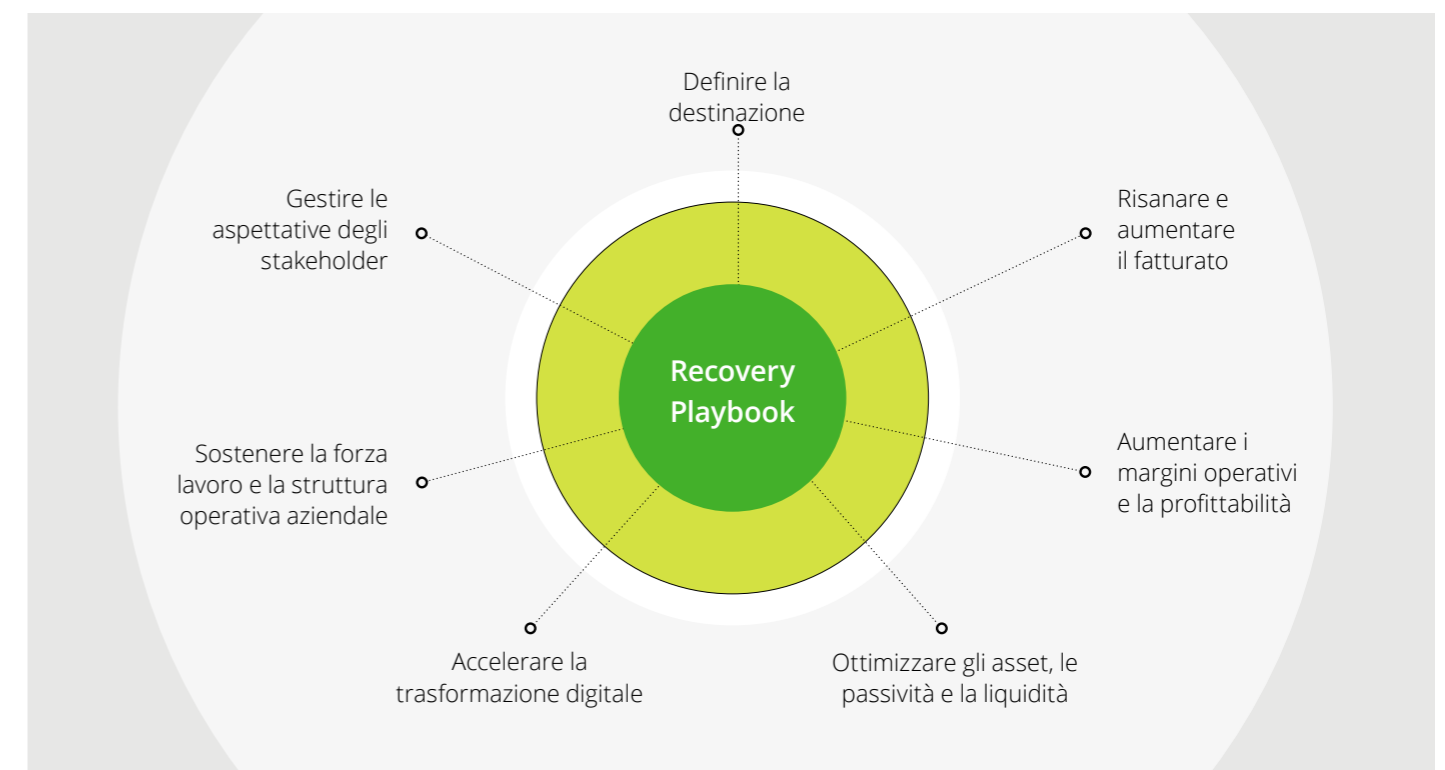 Definire la
destinazione
Risanare e
aumentare
il fatturato
Aumentare i
margini operativi
e la profittabilità
Ottimizzare gli asset, le
passività e la liquidità
Accelerare la
trasformazione digitale
Sostenere la forza
lavoro e la struttura
operativa aziendale
Gestire le
aspettative degli
stakeholder
Recovery
Playbook